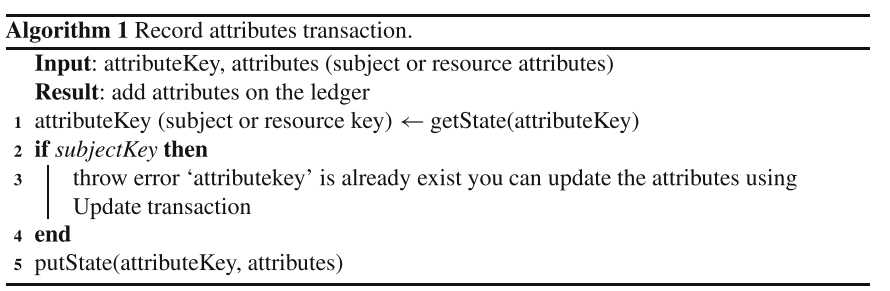 Algorithm 1 Record attributes transaction.
Input: attributeKey, attributes (subject or resource attributes)
Result: add attributes on the ledger
1 attributeKey (subject or resource key) ← getState(attributeKey)
2 if subjectKey then
3 throw error ‘attributekey’ is already exist you can update the attributes using
Update transaction
4 end
5 putState(attributeKey, attributes)